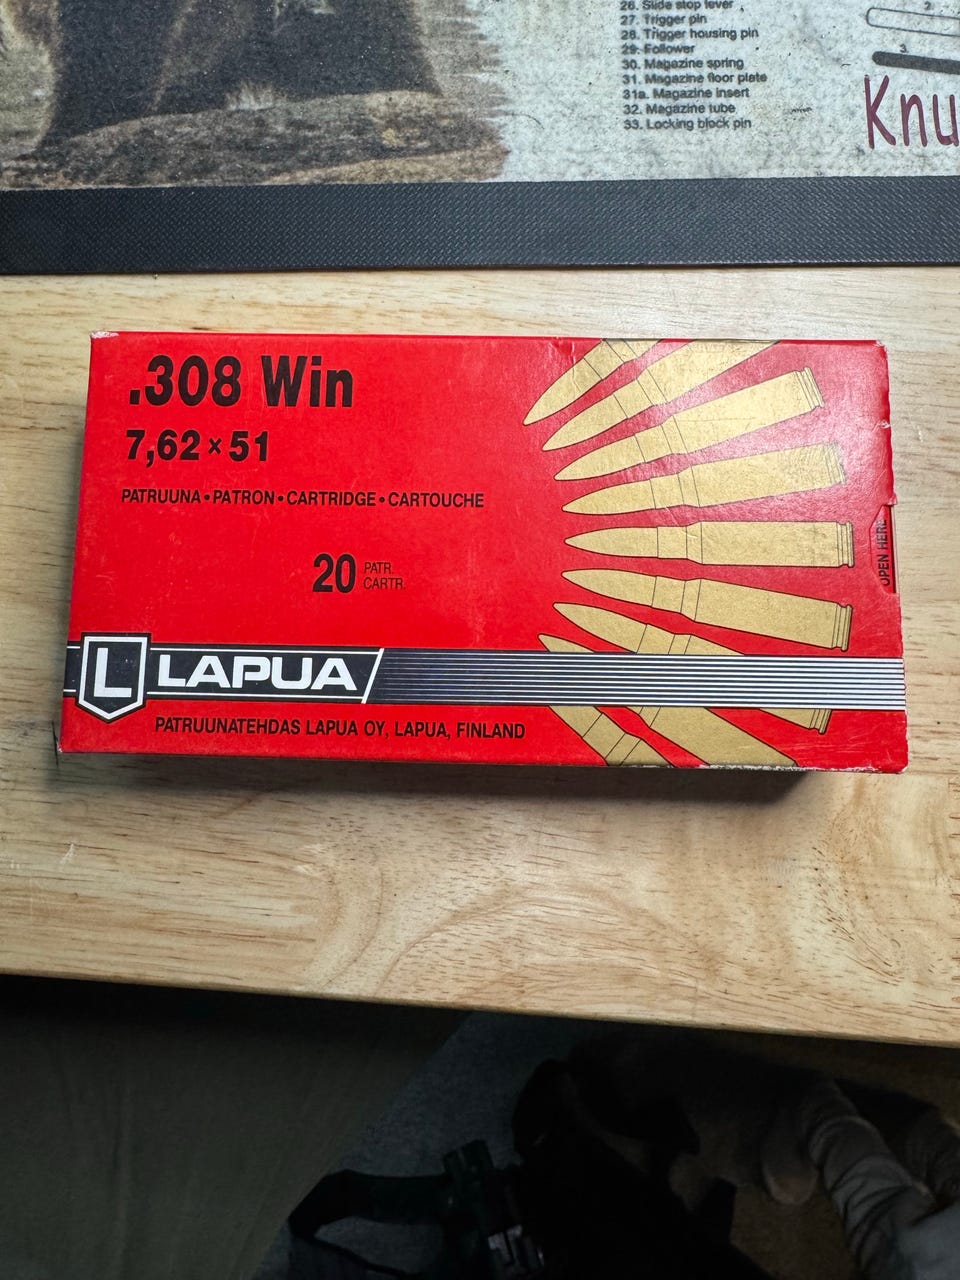 26. Slide stop lever
27. Trigger pin
28. Trigger housing pin
29. Follower
30. Magazine spring
31. Magazine floor plate
31a. Magazine insert
32. Magazine tube
33. Locking block pin
2.
3.
Knu
.308 Win
7,62 × 51
PATRUUNA • PATRON • CARTRIDGE • CARTOUCHE
20 PATR.
CARTR.
OPEN HERE
L LAPUA
PATRUUNATEHDAS LAPUA OY, LAPUA, FINLAND